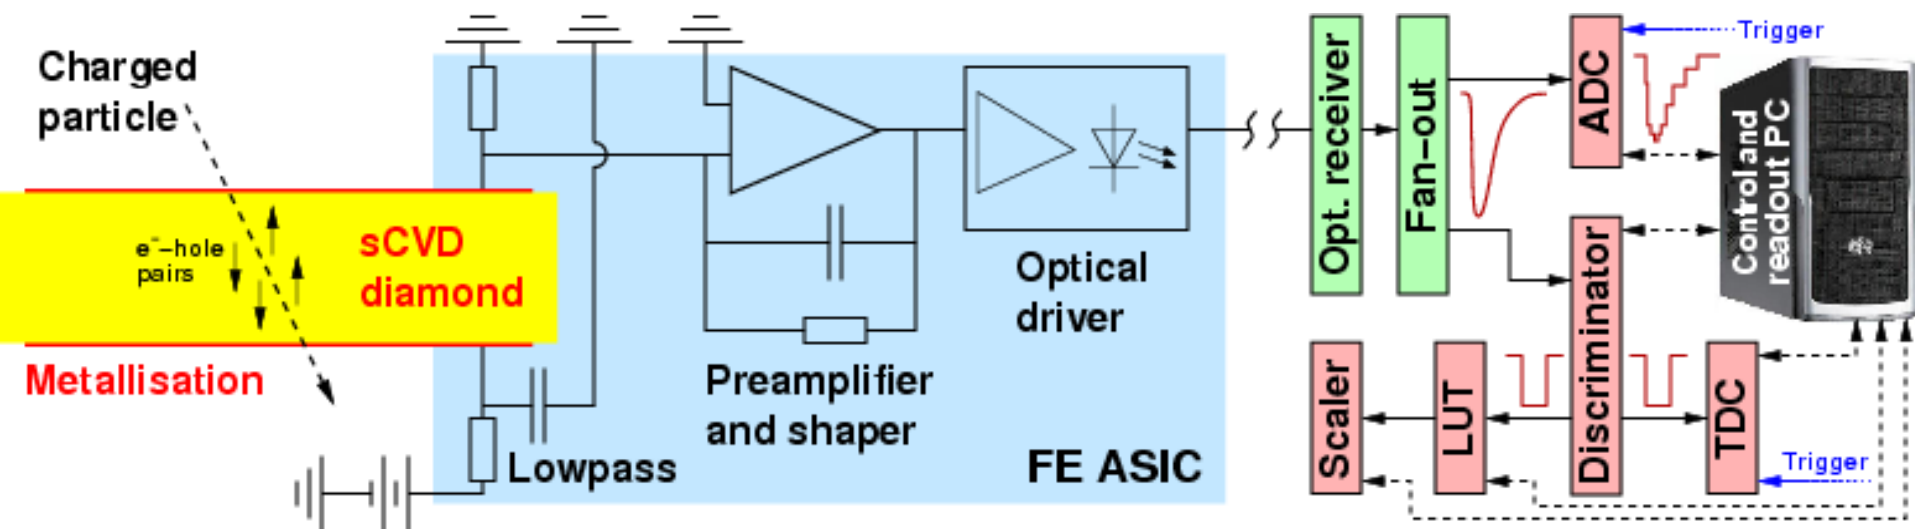 Charged
particle
e⁻–hole
pairs
sCVD
diamond
Metallisation
Lowpass
Preamplifier
and shaper
Optical
driver
FE ASIC
Opt. receiver
Fan–out
ADC
Trigger
Control and
readout PC
Discriminator
Scaler
LUT
TDC
Trigger